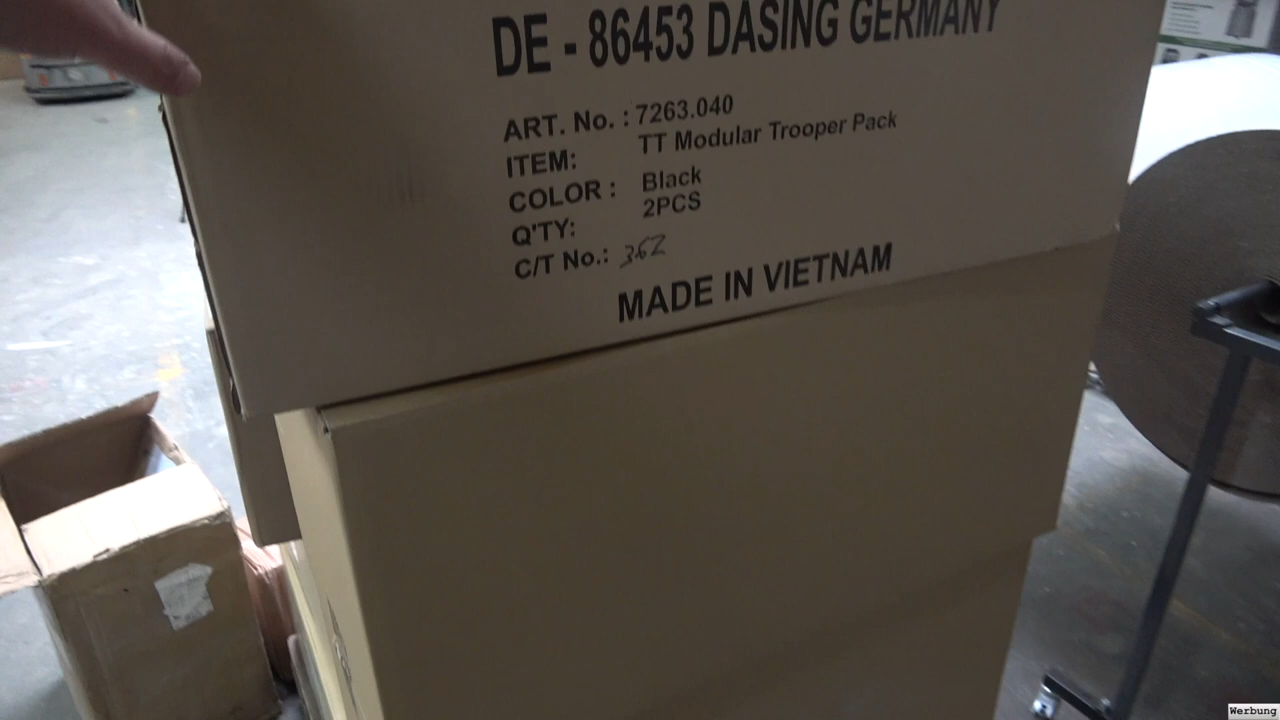 DE - 86453 DASING GERMANY
ART. No. : 7263.040
ITEM: TT Modular Trooper Pack
COLOR : Black
Q'TY: 2PCS
C/T No.: 362
MADE IN VIETNAM
Werbung